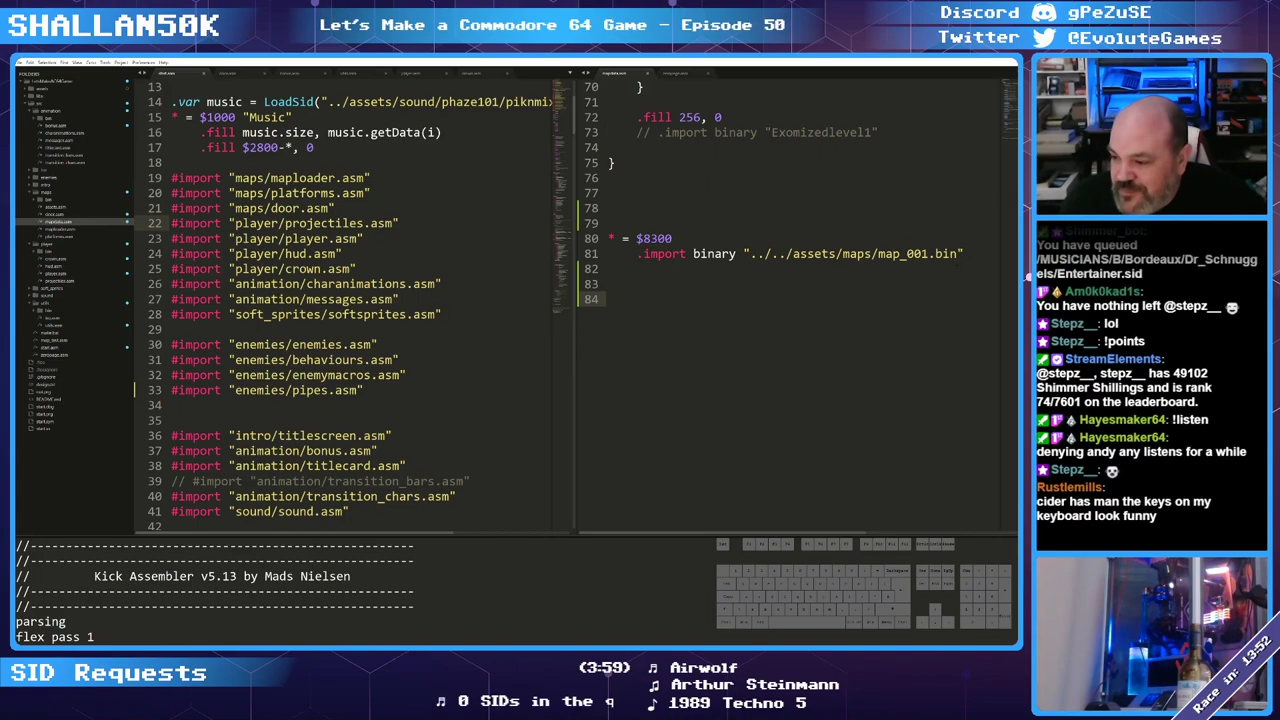 SHALLAN50K
Let's Make a Commodore 64 Game - Episode 50
Discord gPeZuSE
Twitter @EvoluteGames
FOLDERS
13
14 .var music = LoadSid("../assets/sound/phaze101/piknmix
15 * = $1000 "Music"
16 .fill music.size, music.getData(i)
17 .fill $2800-*, 0
18
19 #import "maps/maploader.asm"
20 #import "maps/platforms.asm"
21 #import "maps/door.asm"
22 #import "player/projectiles.asm"
23 #import "player/player.asm"
24 #import "player/hud.asm"
25 #import "player/crown.asm"
26 #import "animation/charanimations.asm"
27 #import "animation/messages.asm"
28 #import "soft_sprites/softsprites.asm"
29
30 #import "enemies/enemies.asm"
31 #import "enemies/behaviours.asm"
32 #import "enemies/enemymacros.asm"
33 #import "enemies/pipes.asm"
34
35
36 #import "intro/titlescreen.asm"
37 #import "animation/bonus.asm"
38 #import "animation/titlecard.asm"
39 // #import "animation/transition_bars.asm"
40 #import "animation/transition_chars.asm"
41 #import "sound/sound.asm"
42
70 }
71
72 .fill 256, 0
73 // .import binary "Exomizedlevel1"
74
75 }
76
77
78
79
80 * = $8300
81 .import binary "../../assets/maps/map_001.bin"
82
83
84
//------------------------------------------------------
//------------------------------------------------------
// Kick Assembler v5.13 by Mads Nielsen
//------------------------------------------------------
//------------------------------------------------------
parsing
flex pass 1
Shimmer_bot:
You have queued
/MUSICIANS/B/Bordeaux/Dr_Schnugg
els/Entertainer.sid
Am0k0kad1s:
You have nothing left @stepz__
Stepz__: lol
Stepz__: !points
StreamElements:
@stepz__, stepz__ has 49102
Shimmer Shillings and is rank
74/7601 on the leaderboard.
Hayesmaker64: !listen
Hayesmaker64:
denying andy any listens for a while
Stepz__:
Rustlemills:
cider has man the keys on my
keyboard look funny
Race in: 13:52
SID Requests
(3:59) ♫ Airwolf
♫ Arthur Steinmann
♫ 0 SIDs in the q ♪ 1989 Techno 5